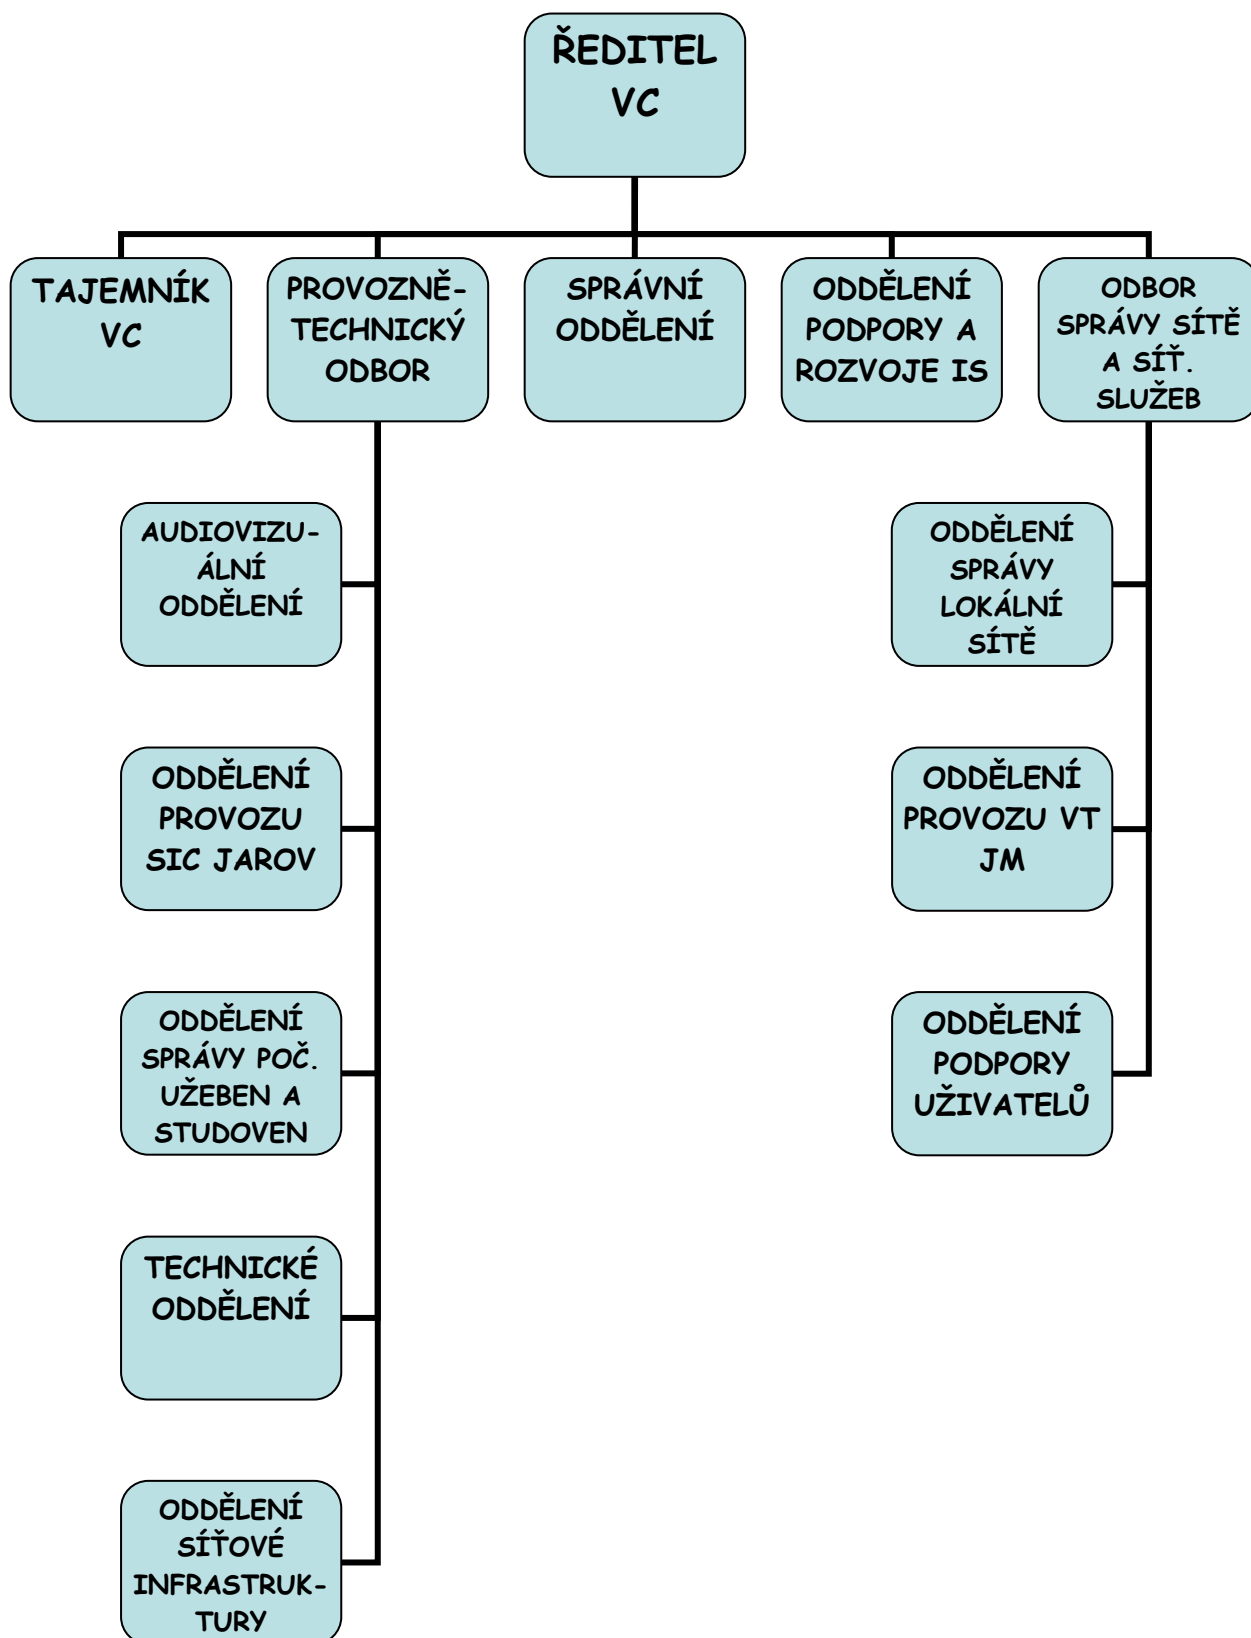 ŘEDITEL
VC
TAJEMNÍK
VC
PROVOZNĚ-
TECHNICKÝ
ODBOR
SPRÁVNÍ
ODDĚLENÍ
ODDĚLENÍ
PODPORY A
ROZVOJE IS
ODBOR
SPRÁVY SÍTĚ
A SÍŤ.
SLUŽEB
AUDIOVIZU-
ÁLNÍ
ODDĚLENÍ
ODDĚLENÍ
SPRÁVY
LOKÁLNÍ
SÍTĚ
ODDĚLENÍ
PROVOZU
SIC JAROV
ODDĚLENÍ
PROVOZU VT
JM
ODDĚLENÍ
SPRÁVY POČ.
UŽEBEN A
STUDOVEN
ODDĚLENÍ
PODPORY
UŽIVATELŮ
TECHNICKÉ
ODDĚLENÍ
ODDĚLENÍ
SÍŤOVÉ
INFRASTRUK-
TURY